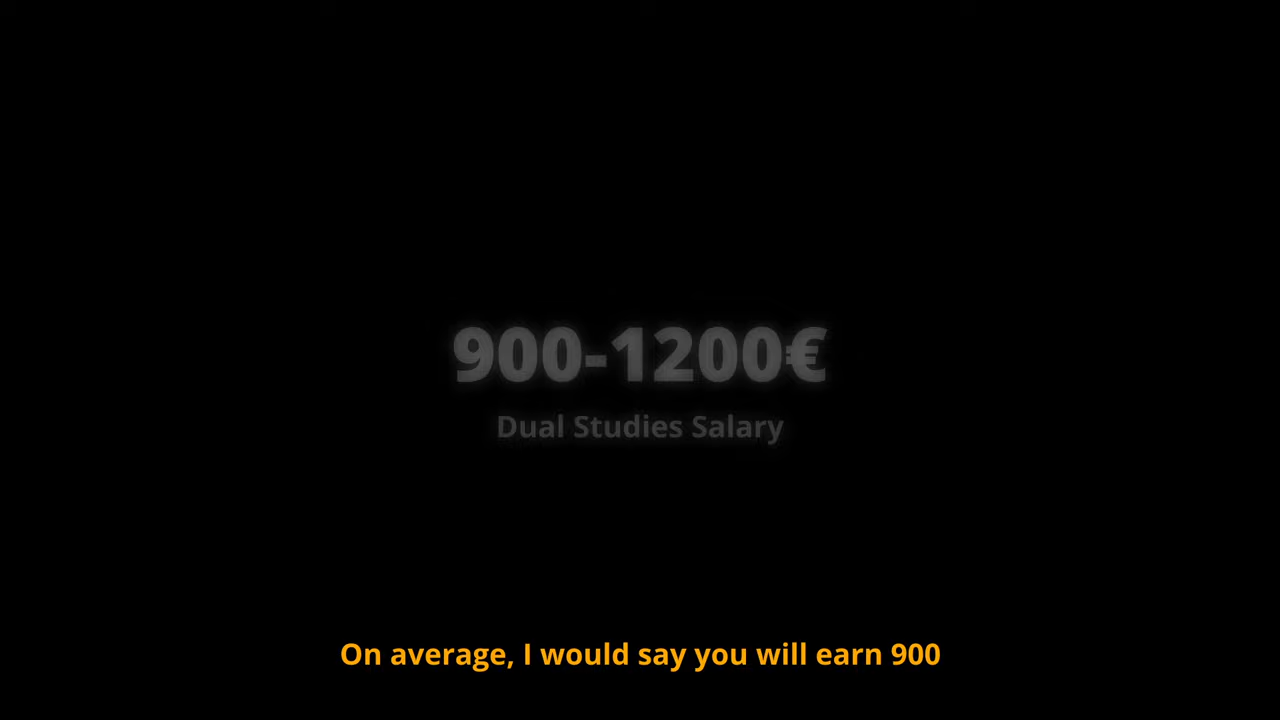 900-1200€
Dual Studies Salary
On average, I would say you will earn 900